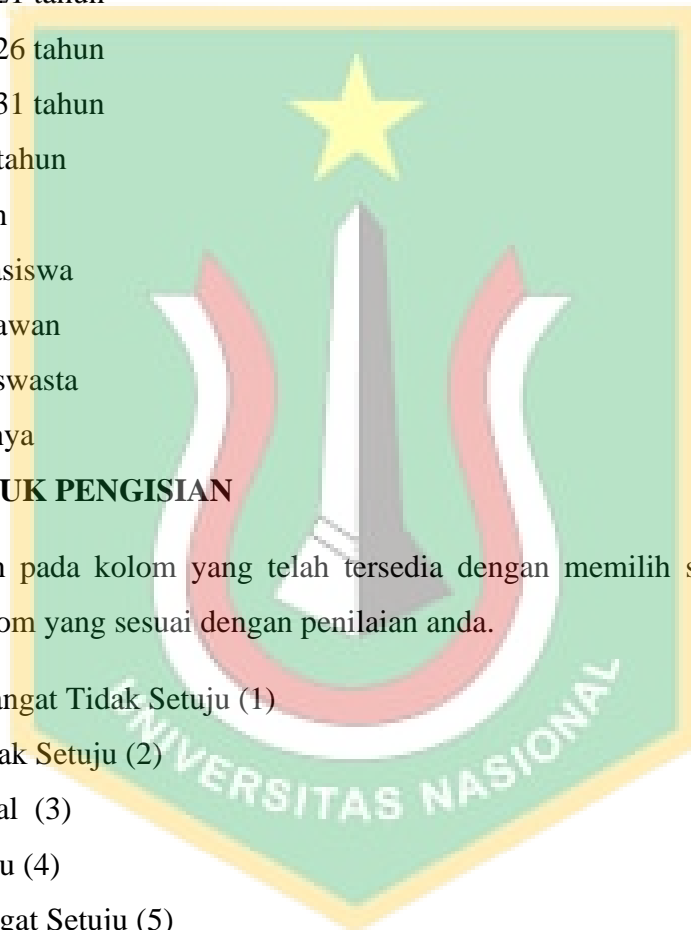 21 tahun
26 tahun
31 tahun
tahun
n
asiswa
awan
swasta
nya
UK PENGISIAN
n pada kolom yang telah tersedia dengan memilih s
om yang sesuai dengan penilaian anda.
angat Tidak Setuju (1)
ak Setuju (2)
al (3)
u (4)
gat Setuju (5)
UNIVERSITAS NASIONAL